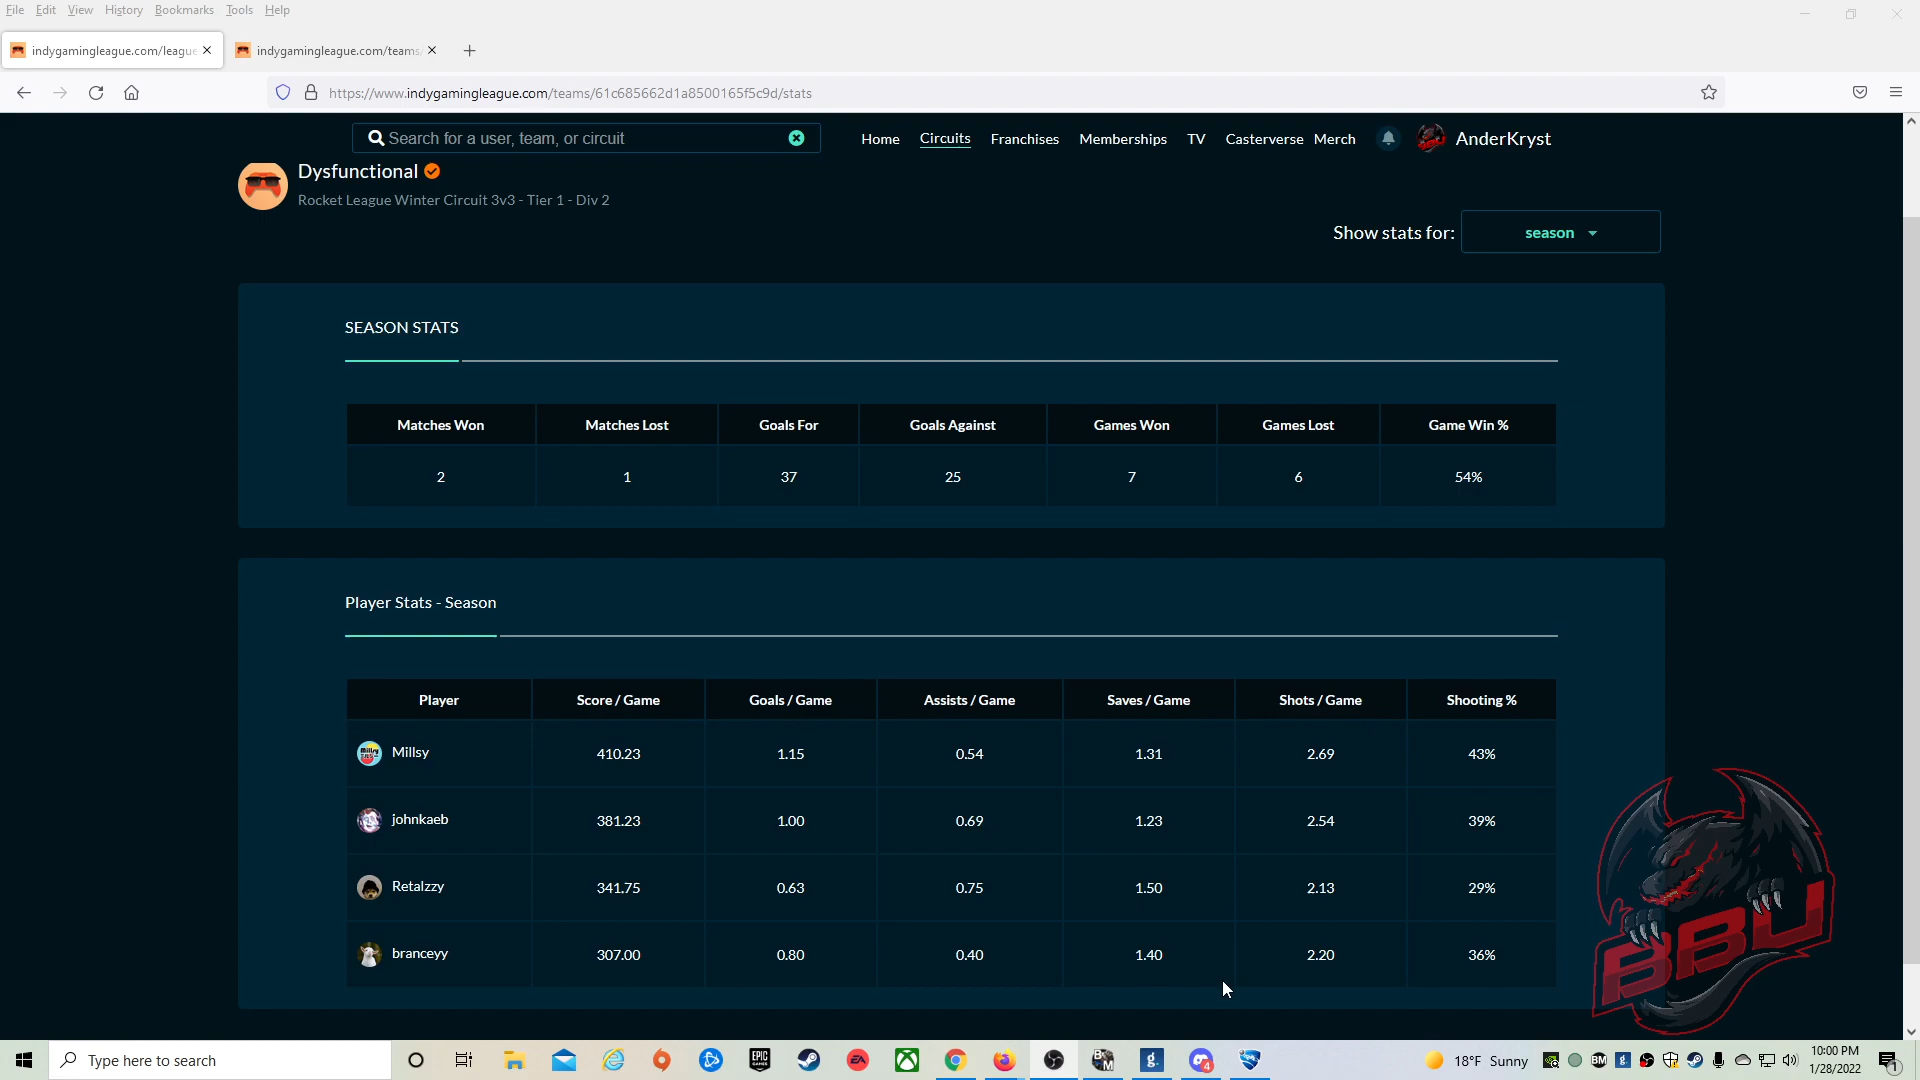 File Edit View History Bookmarks Tools Help
indygamingleague.com/league
indygamingleague.com/teams/
https://www.indygamingleague.com/teams/61c685662d1a8500165f5c9d/stats
Search for a user, team, or circuit
Home Circuits Franchises Memberships TV Casterverse Merch AnderKryst
Dysfunctional
Rocket League Winter Circuit 3v3 - Tier 1 - Div 2
Show stats for: season
SEASON STATS
Matches Won Matches Lost Goals For Goals Against Games Won Games Lost Game Win %
2 1 37 25 7 6 54%
Player Stats - Season
Player Score / Game Goals / Game Assists / Game Saves / Game Shots / Game Shooting %
Millsy 410.23 1.15 0.54 1.31 2.69 43%
johnkaeb 381.23 1.00 0.69 1.23 2.54 39%
Retalzzy 341.75 0.63 0.75 1.50 2.13 29%
branceyy 307.00 0.80 0.40 1.40 2.20 36%
BBU
Type here to search
EPIC GAMES
EA
BM
g.
4
18°F Sunny
BM
g.
10:00 PM
1/28/2022
1